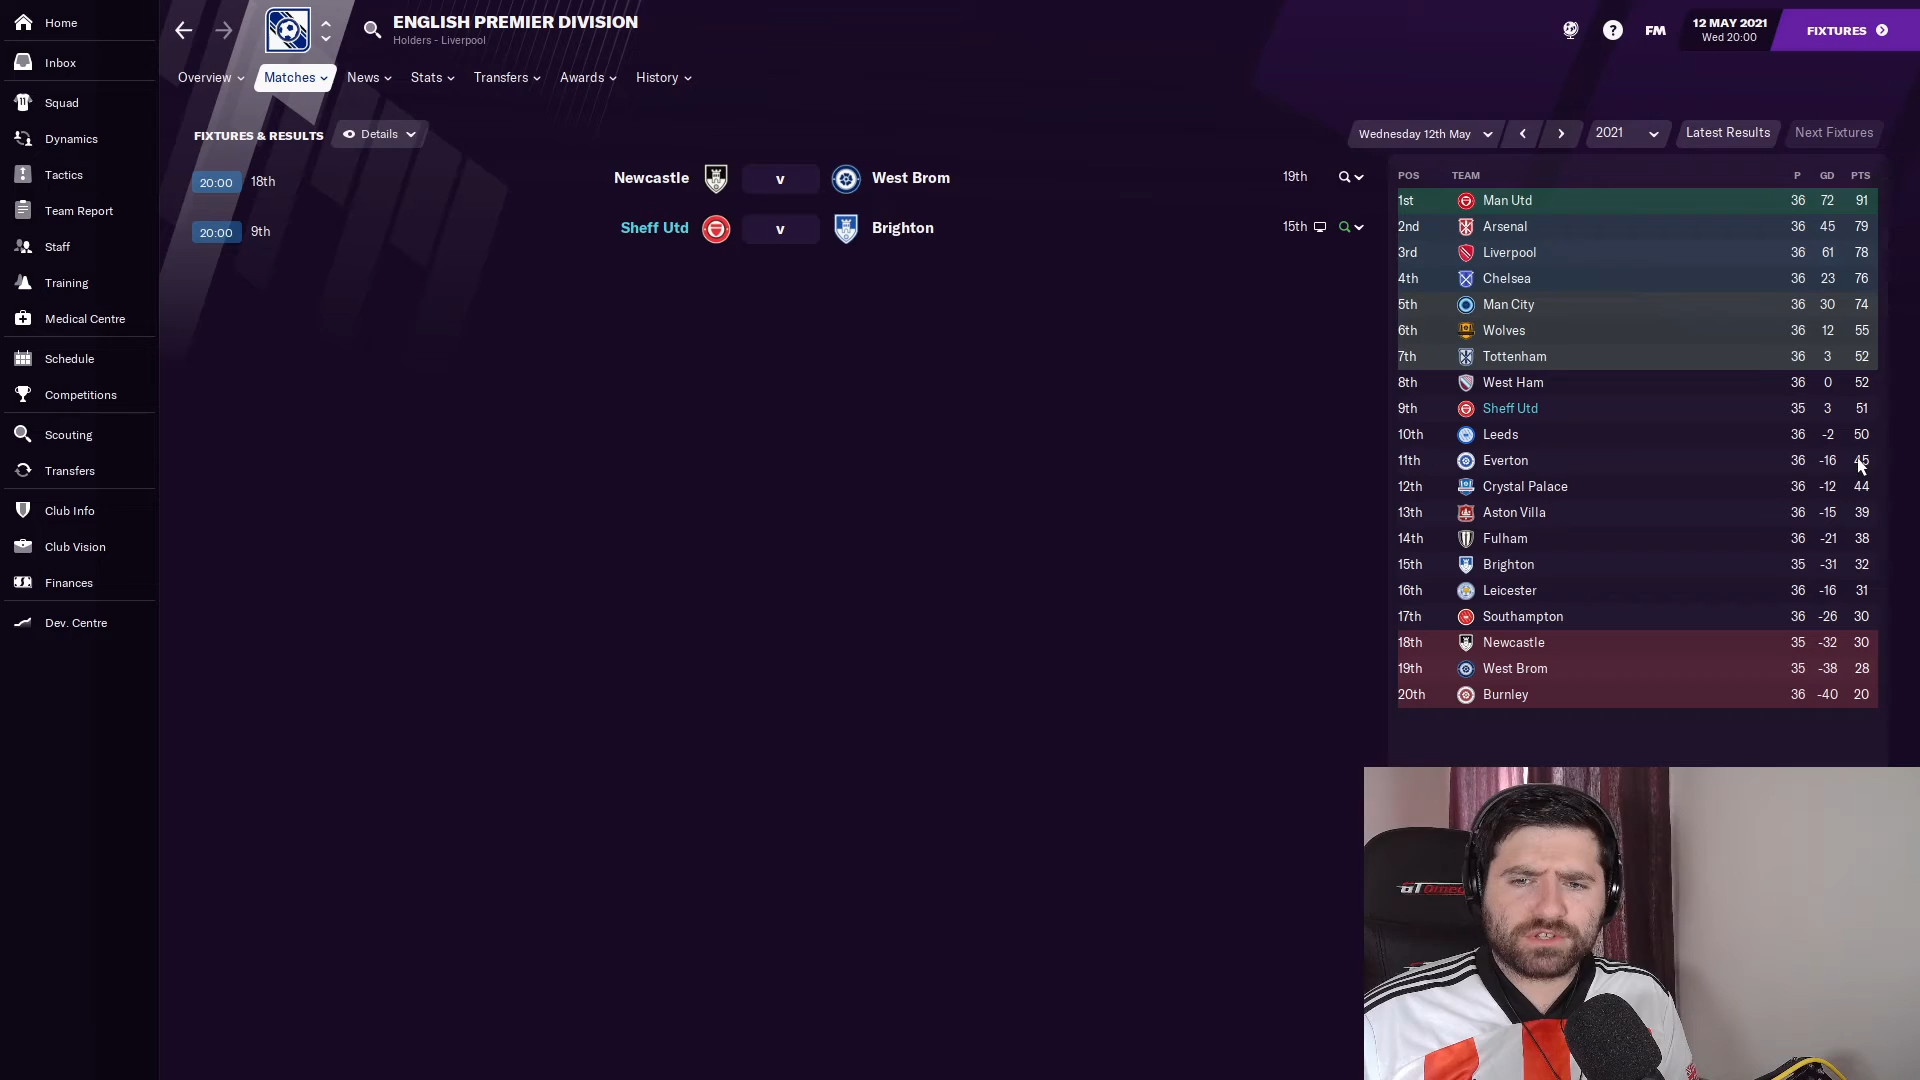 Home
Inbox
Squad
Dynamics
Tactics
Team Report
Staff
Training
Medical Centre
Schedule
Competitions
Scouting
Transfers
Club Info
Club Vision
Finances
Dev. Centre
ENGLISH PREMIER DIVISION
Holders - Liverpool
? FM 12 MAY 2021
Wed 20:00
FIXTURES
Overview Matches News Stats Transfers Awards History
FIXTURES & RESULTS Details
Wednesday 12th May 2021 Latest Results Next Fixtures
20:00 18th Newcastle v West Brom 19th
20:00 9th Sheff Utd v Brighton 15th
POS TEAM P GD PTS
1st Man Utd 36 72 91
2nd Arsenal 36 45 79
3rd Liverpool 36 61 78
4th Chelsea 36 23 76
5th Man City 36 30 74
6th Wolves 36 12 55
7th Tottenham 36 3 52
8th West Ham 36 0 52
9th Sheff Utd 35 3 51
10th Leeds 36 -2 50
11th Everton 36 -16 45
12th Crystal Palace 36 -12 44
13th Aston Villa 36 -15 39
14th Fulham 36 -21 38
15th Brighton 35 -31 32
16th Leicester 36 -16 31
17th Southampton 36 -26 30
18th Newcastle 35 -32 30
19th West Brom 35 -38 28
20th Burnley 36 -40 20